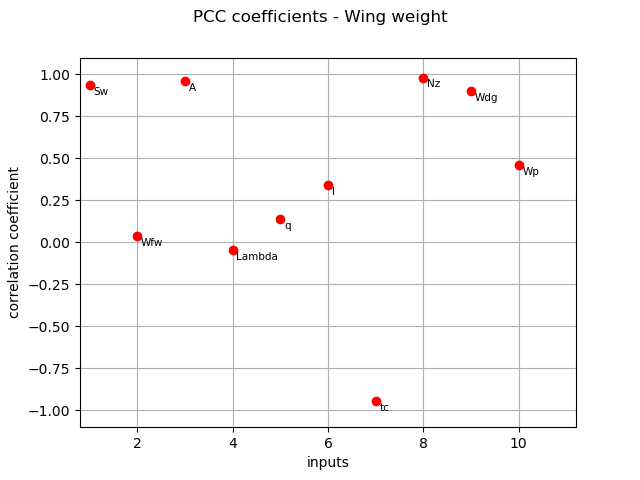 PCC coefficients - Wing weight
correlation coefficient
1.00
0.75
0.50
0.25
0.00
−0.25
−0.50
−0.75
−1.00
Sw
A
Nz
Wdg
Wp
l
q
Wfw
Lambda
tc
2
4
6
8
10
inputs